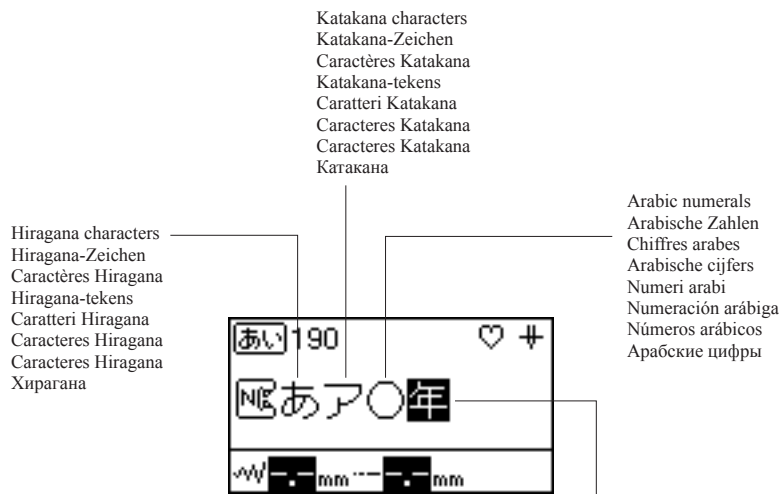 Katakana characters
Katakana-Zeichen
Caractères Katakana
Katakana-tekens
Caratteri Katakana
Caracteres Katakana
Caracteres Katakana
Катакана
Arabic numerals
Arabische Zahlen
Chiffres arabes
Arabische cijfers
Numeri arabi
Numeración arábiga
Números arábicos
Арабские цифры
Hiragana characters
Hiragana-Zeichen
Caractères Hiragana
Hiragana-tekens
Caratteri Hiragana
Caracteres Hiragana
Caracteres Hiragana
Хирагана
あい 190
あア○年
-.- mm -.- mm